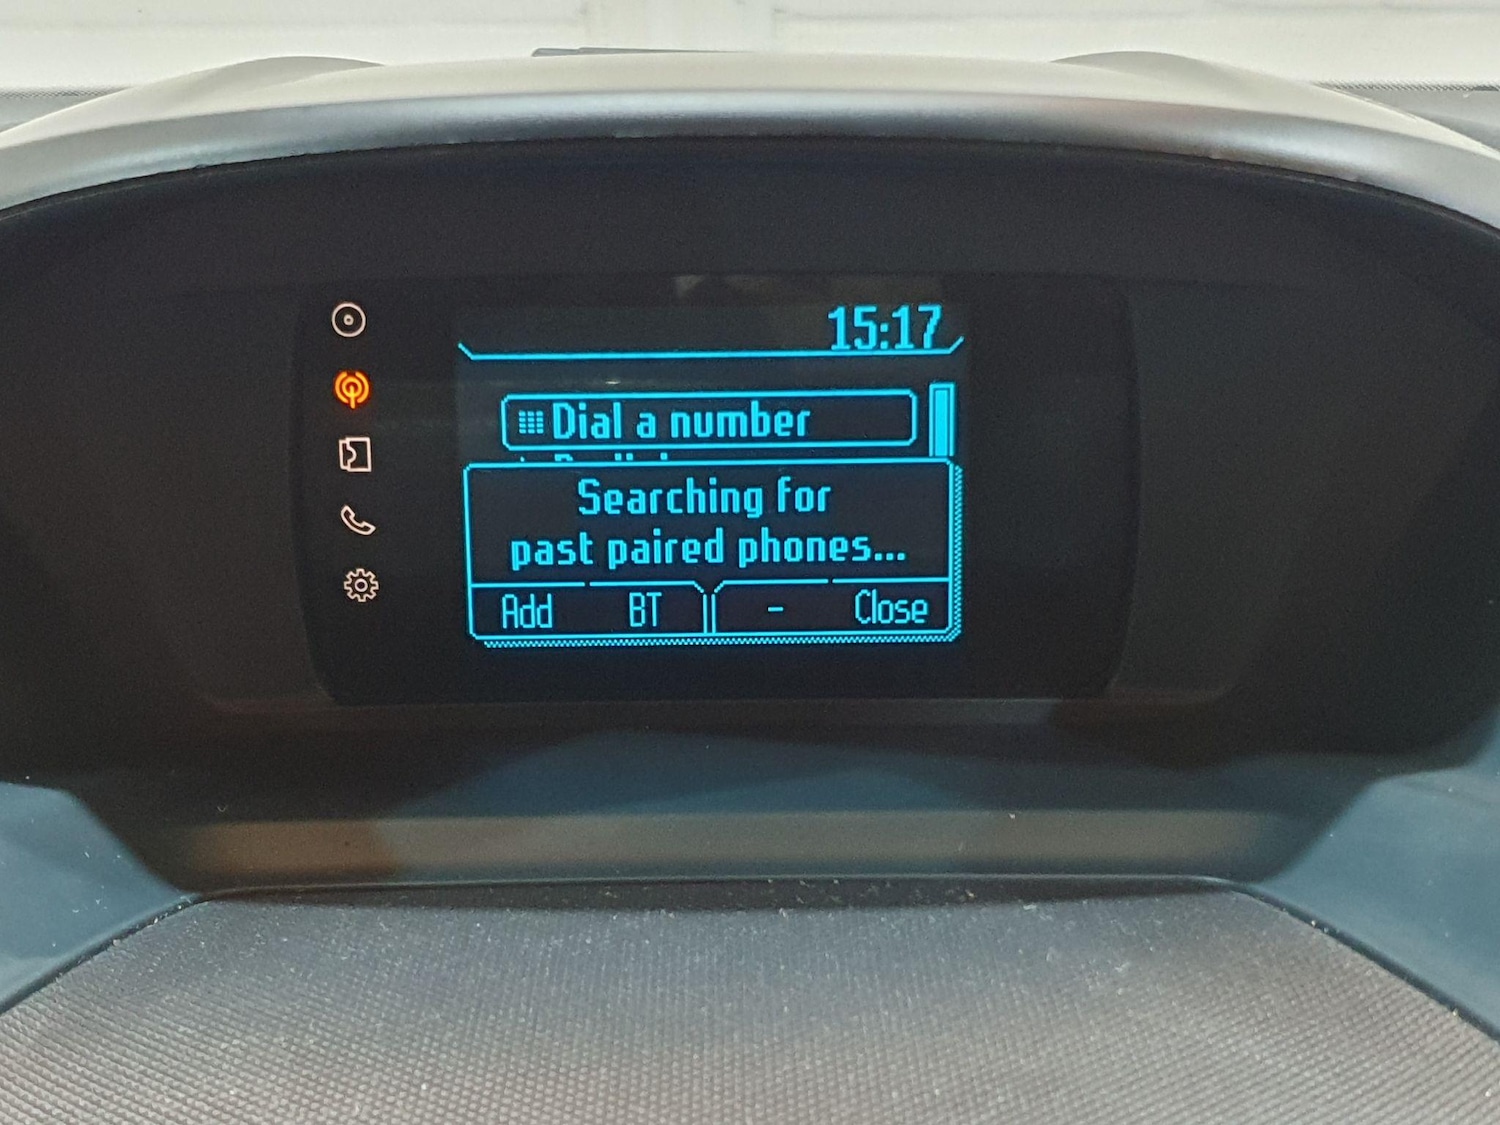 15:17
Dial a number
Searching for
past paired phones...
Add BT - Close